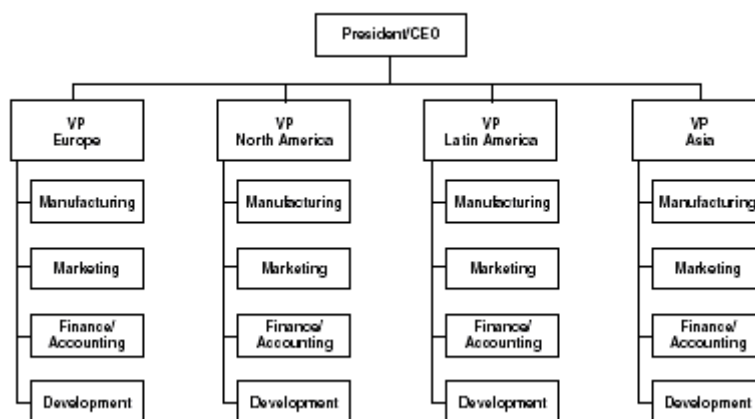 President/CEO
VP
Europe
VP
North America
VP
Latin America
VP
Asia
Manufacturing
Manufacturing
Manufacturing
Manufacturing
Marketing
Marketing
Marketing
Marketing
Finance/
Accounting
Finance/
Accounting
Finance/
Accounting
Finance/
Accounting
Development
Development
Development
Development